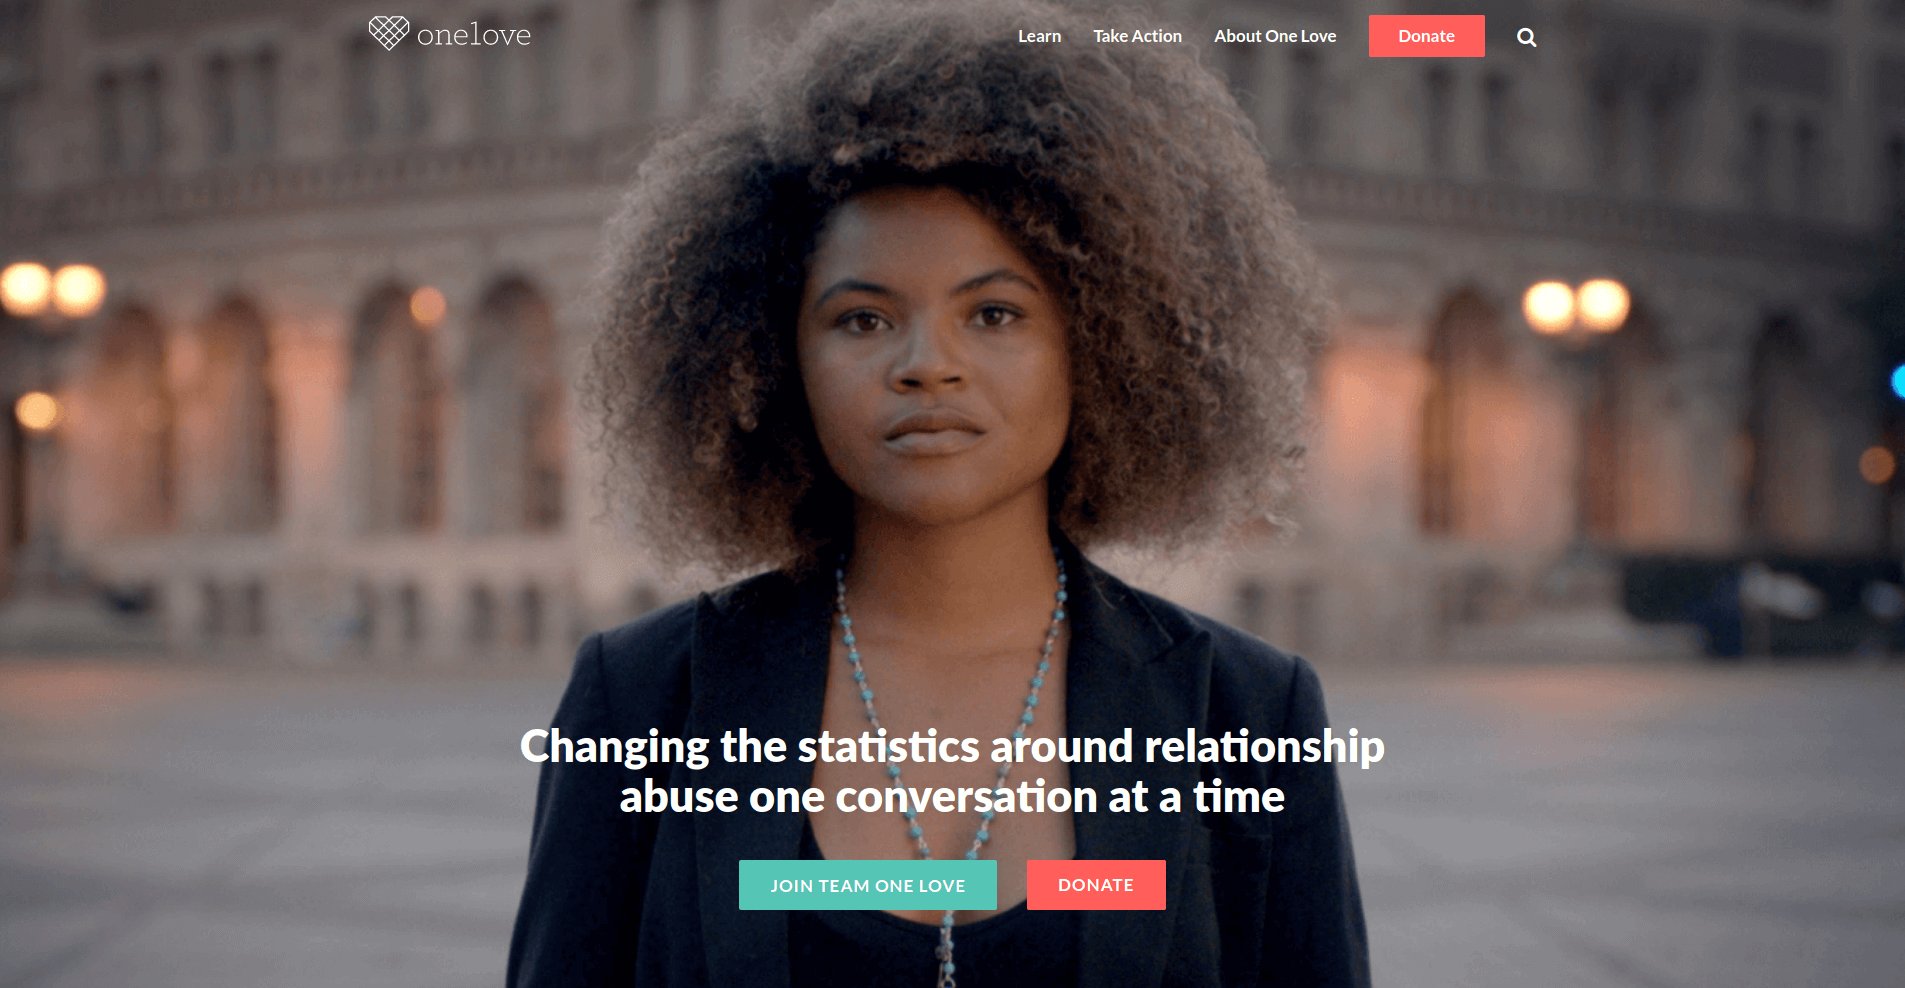 onelove
Learn
Take Action
About One Love
Donate
Changing the statistics around relationship
abuse one conversation at a time
JOIN TEAM ONE LOVE
DONATE